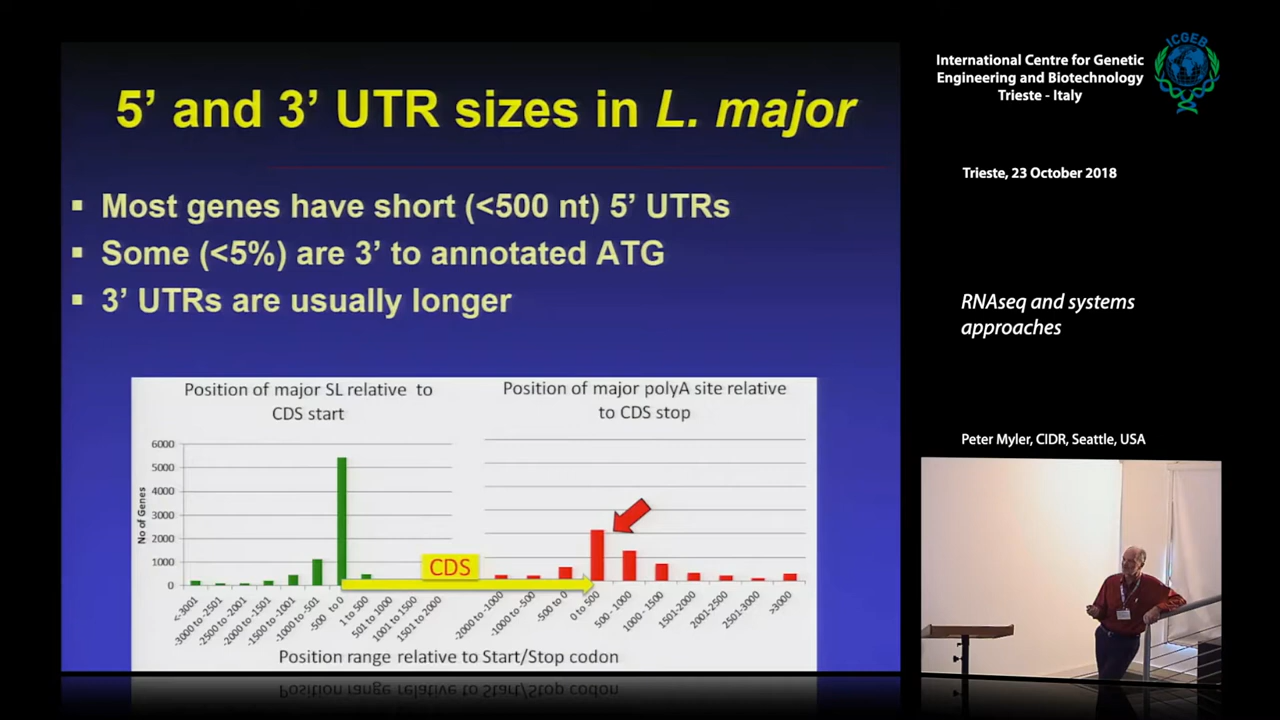 5’ and 3’ UTR sizes in L. major
▪ Most genes have short (<500 nt) 5’ UTRs
▪ Some (<5%) are 3’ to annotated ATG
▪ 3’ UTRs are usually longer
Position of major SL relative to
CDS start
No of Genes
6000
5000
4000
3000
2000
1000
0
<-3001
-3000 to -2501
-2500 to -2001
-2000 to -1501
-1500 to -1001
-1000 to -501
-500 to 0
1 to 500
501 to 1000
1001 to 1500
1501 to 2000
CDS
Position of major polyA site relative
to CDS stop
-2000 to -1000
-1000 to -500
-500 to 0
0 to 500
500 -1000
1000 -1500
1501-2000
2001-2500
2501-3000
>3000
Position range relative to Start/Stop codon
International Centre for Genetic
Engineering and Biotechnology
Trieste - Italy
ICGEB
Trieste, 23 October 2018
RNAseq and systems
approaches
Peter Myler, CIDR, Seattle, USA